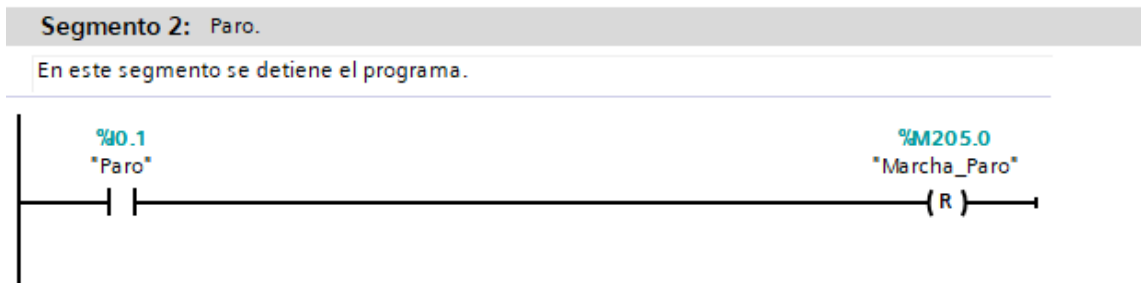 Segmento 2: Paro.
En este segmento se detiene el programa.
%I0.1
"Paro"
%M205.0
"Marcha_Paro"
R